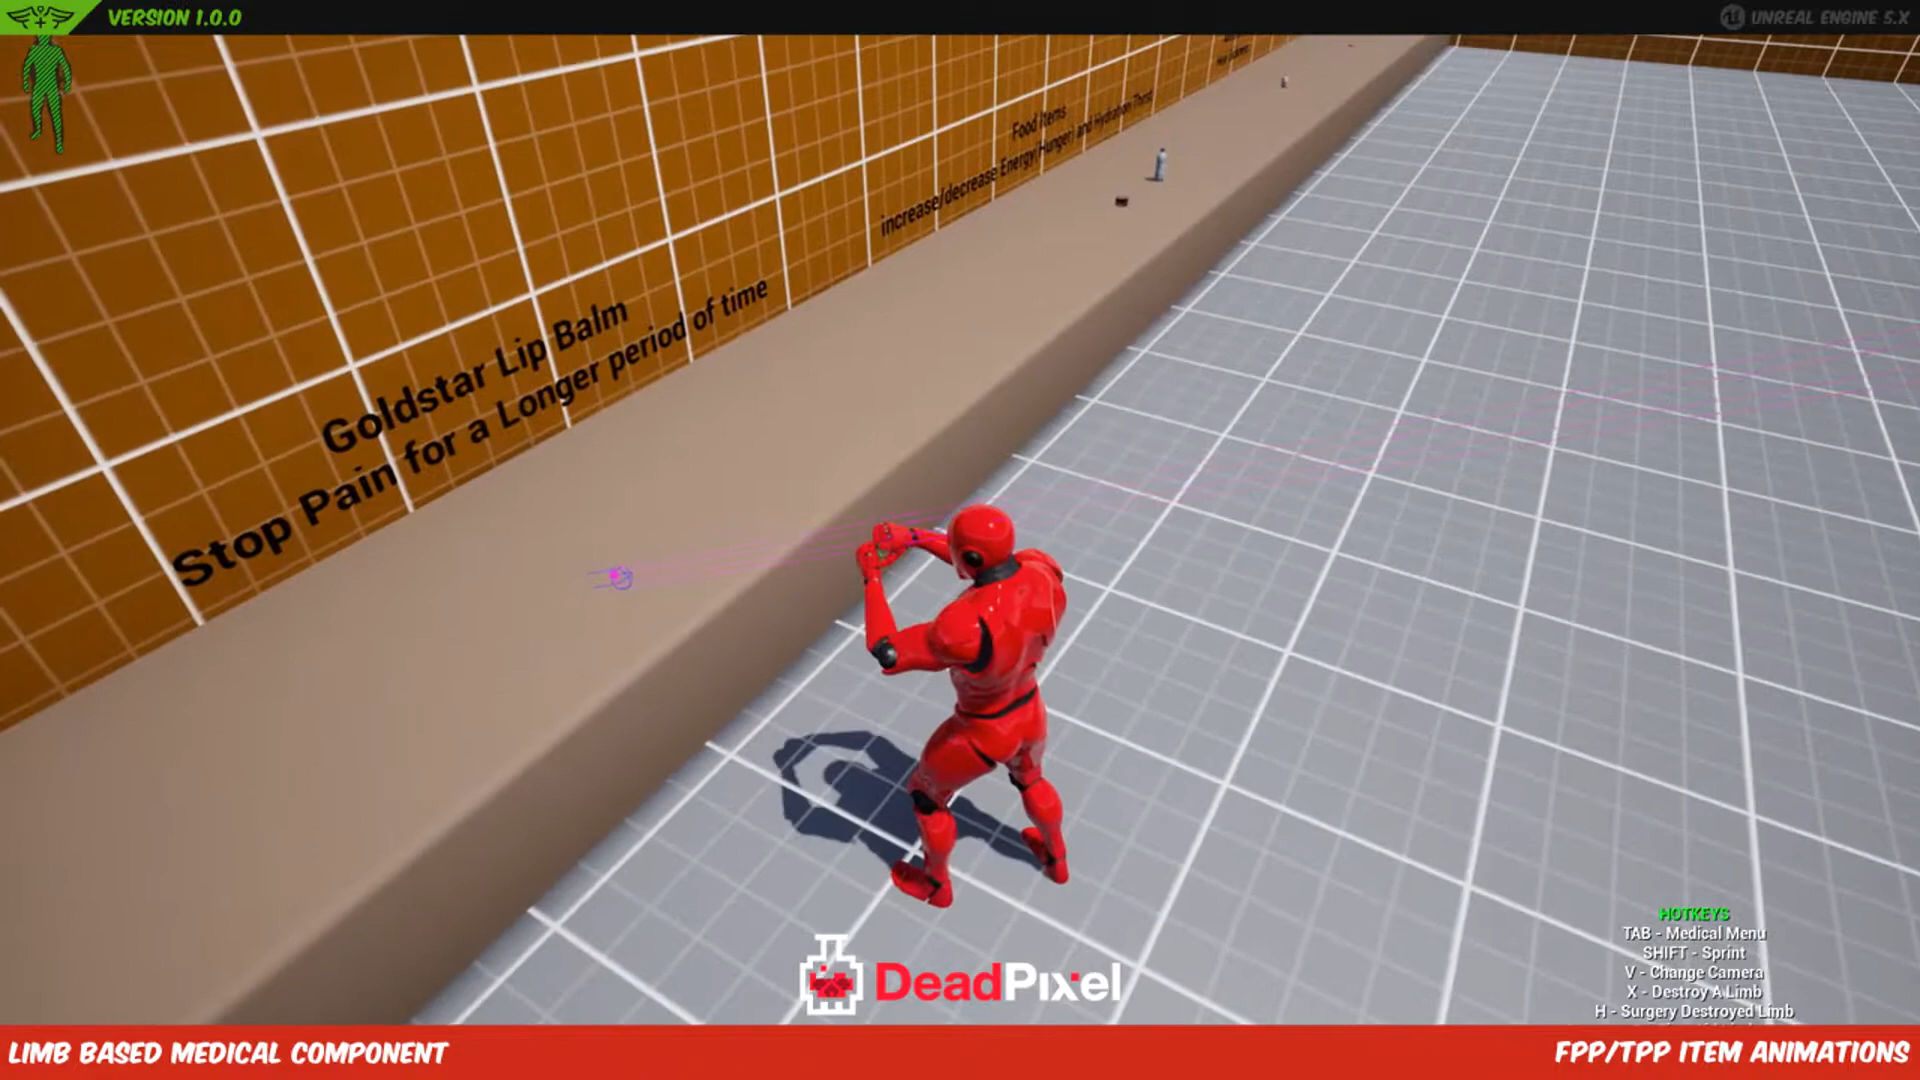 VERSION 1.0.0
UNREAL ENGINE 5.X
Food Items
increase/decrease Energy(Hunger) and Hydration(Thirst)
Goldstar Lip Balm
Stop Pain for a Longer period of time
HOTKEYS
TAB - Medical Menu
SHIFT - Sprint
V - Change Camera
X - Destroy A Limb
H - Surgery Destroyed Limb
DeadPixel
LIMB BASED MEDICAL COMPONENT
FPP/TPP ITEM ANIMATIONS